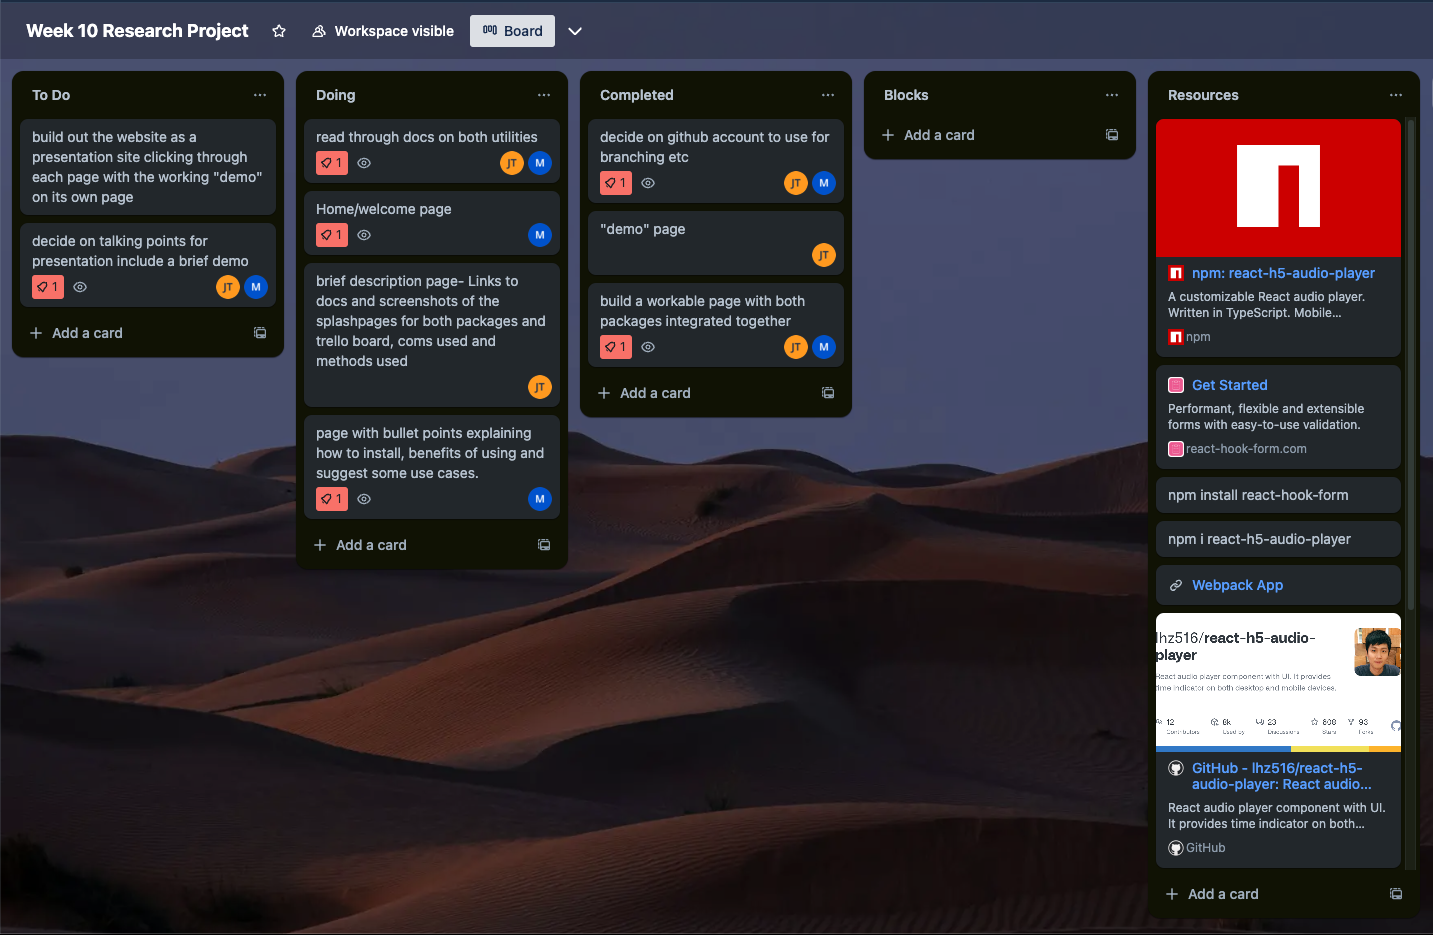 Week 10 Research Project
Workspace visible
Board
To Do
build out the website as a
presentation site clicking through
each page with the working "demo"
on its own page
decide on talking points for
presentation include a brief demo
1
JT
M
Add a card
Doing
read through docs on both utilities
1
JT
M
Home/welcome page
1
M
brief description page- Links to
docs and screenshots of the
splashpages for both packages and
trello board, coms used and
methods used
JT
page with bullet points explaining
how to install, benefits of using and
suggest some use cases.
1
M
Add a card
Completed
decide on github account to use for
branching etc
1
JT
M
"demo" page
JT
build a workable page with both
packages integrated together
1
JT
M
Add a card
Blocks
Add a card
Resources
npm: react-h5-audio-player
A customizable React audio player.
Written in TypeScript. Mobile...
npm
Get Started
Performant, flexible and extensible
forms with easy-to-use validation.
react-hook-form.com
npm install react-hook-form
npm i react-h5-audio-player
Webpack App
lhz516/react-h5-audio-
player
React audio player component with UI. It provides
time indicator on both desktop and mobile devices.
12
Contributors
8k
Used by
23
Discussions
608
Stars
93
Forks
GitHub - lhz516/react-h5-
audio-player: React audio...
React audio player component with UI.
It provides time indicator on both...
GitHub
Add a card